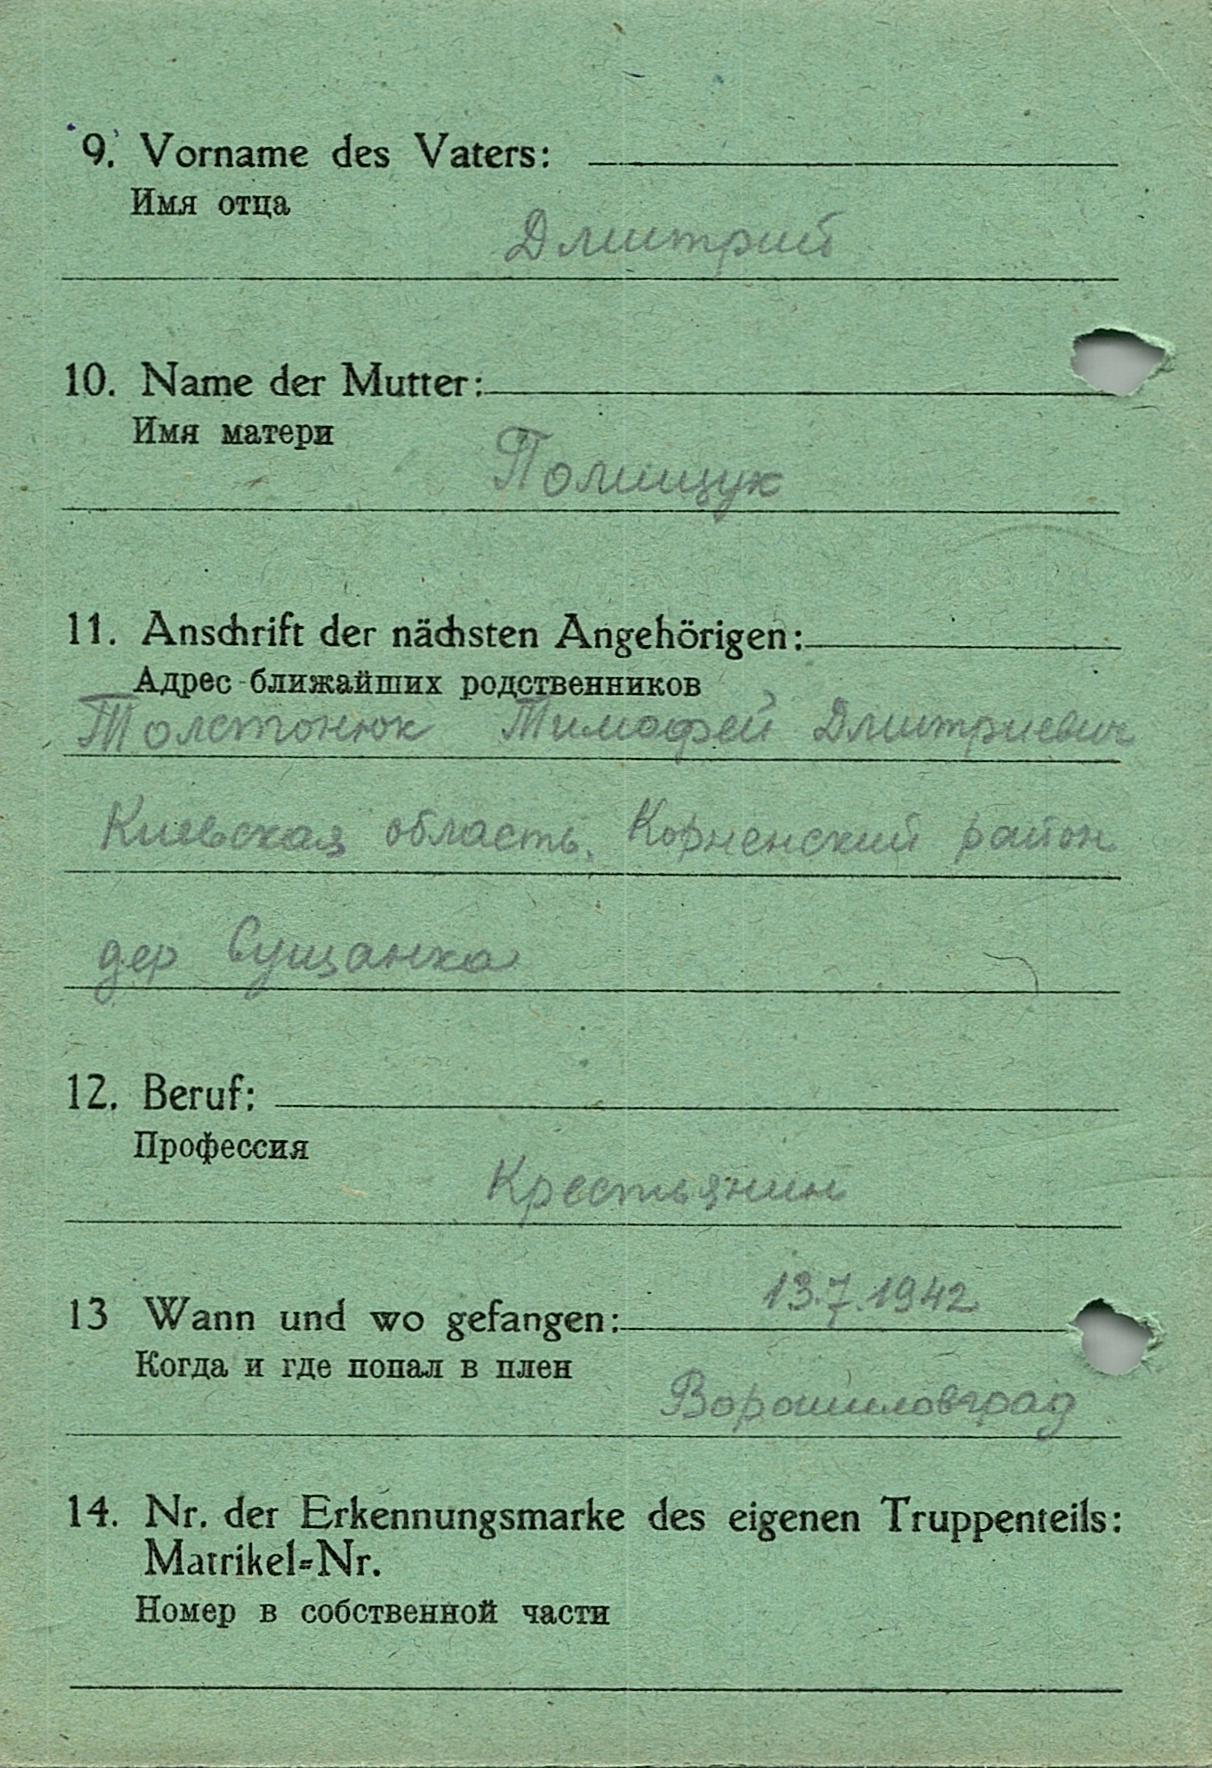 9. Vorname des Vaters:
Имя отца
Дмитрий
10. Name der Mutter:
Имя матери
Полищук
11. Anschrift der nächsten Angehörigen:
Адрес ближайших родственников
Толстонюк Тимофей Дмитриевич
Киевская область, Корненский район
дер Сущанка
12. Beruf:
Профессия
Крестьянин
13 Wann und wo gefangen: 13.7.1942
Когда и где попал в плен
Ворошиловград
14. Nr. der Erkennungsmarke des eigenen Truppenteils:
Matrikel-Nr.
Номер в собственной части